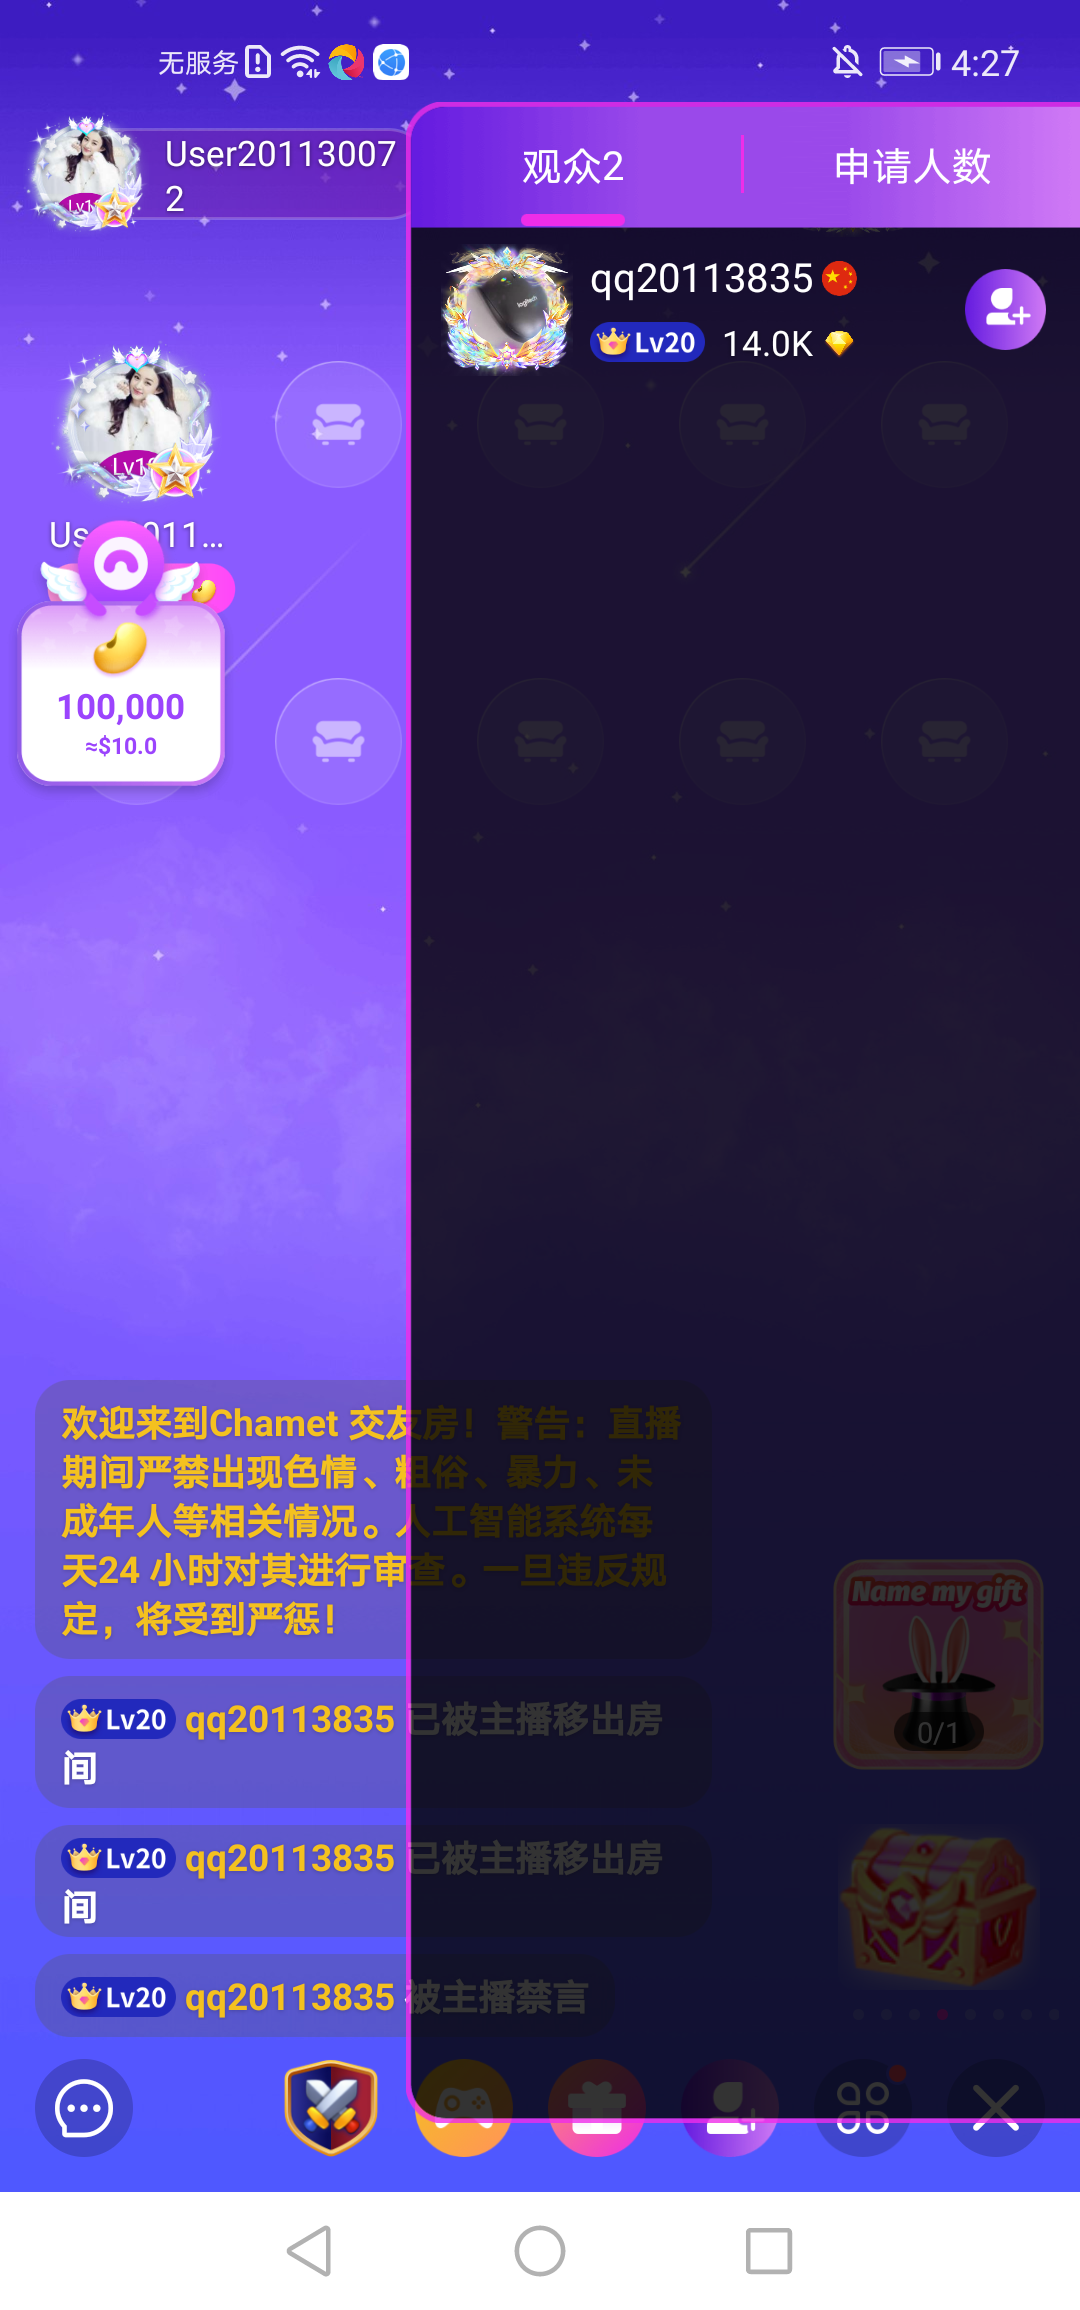 无服务
4:27
User20113007
2
Lv1
观众2
申请人数
qq20113835
Lv20 14.0K
Lv1
Us
011...
100,000
≈$10.0
欢迎来到Chamet 交友房！警告：直播
期间严禁出现色情、粗俗、暴力、未
成年人等相关情况。人工智能系统每
天24 小时对其进行审查。一旦违反规
定，将受到严惩！
Name my gift
0/1
Lv20 qq20113835 已被主播移出房
间
Lv20 qq20113835 已被主播移出房
间
Lv20 qq20113835 被主播禁言